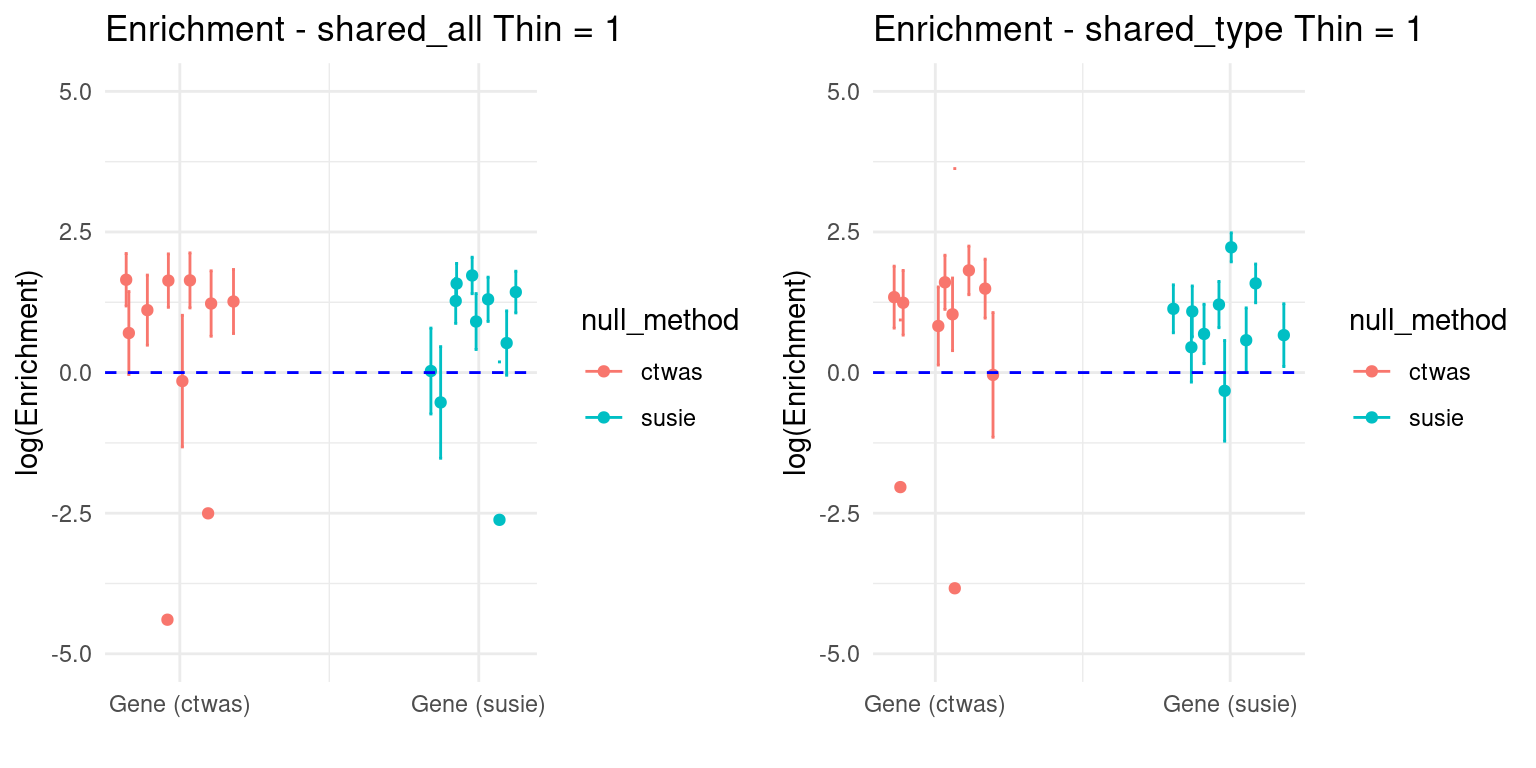 Enrichment - shared_all Thin = 1
log(Enrichment)
5.0
2.5
0.0
-2.5
-5.0
Gene (ctwas)
Gene (susie)
null_method
ctwas
susie
Enrichment - shared_type Thin = 1
log(Enrichment)
5.0
2.5
0.0
-2.5
-5.0
Gene (ctwas)
Gene (susie)
null_method
ctwas
susie